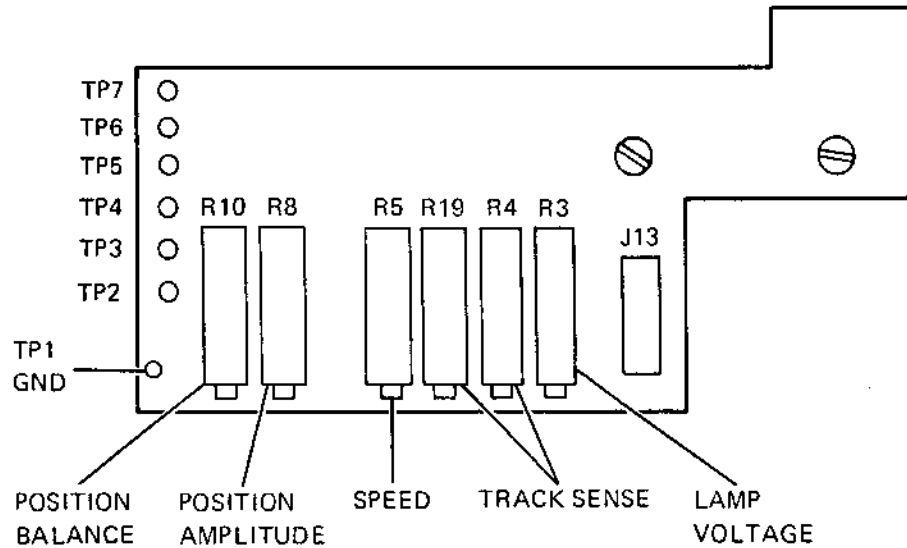 TP7
TP6
TP5
TP4
TP3
TP2
TP1
GND
R10 R8 R5 R19 R4 R3
J13
POSITION
BALANCE
POSITION
AMPLITUDE
SPEED
TRACK SENSE
LAMP
VOLTAGE